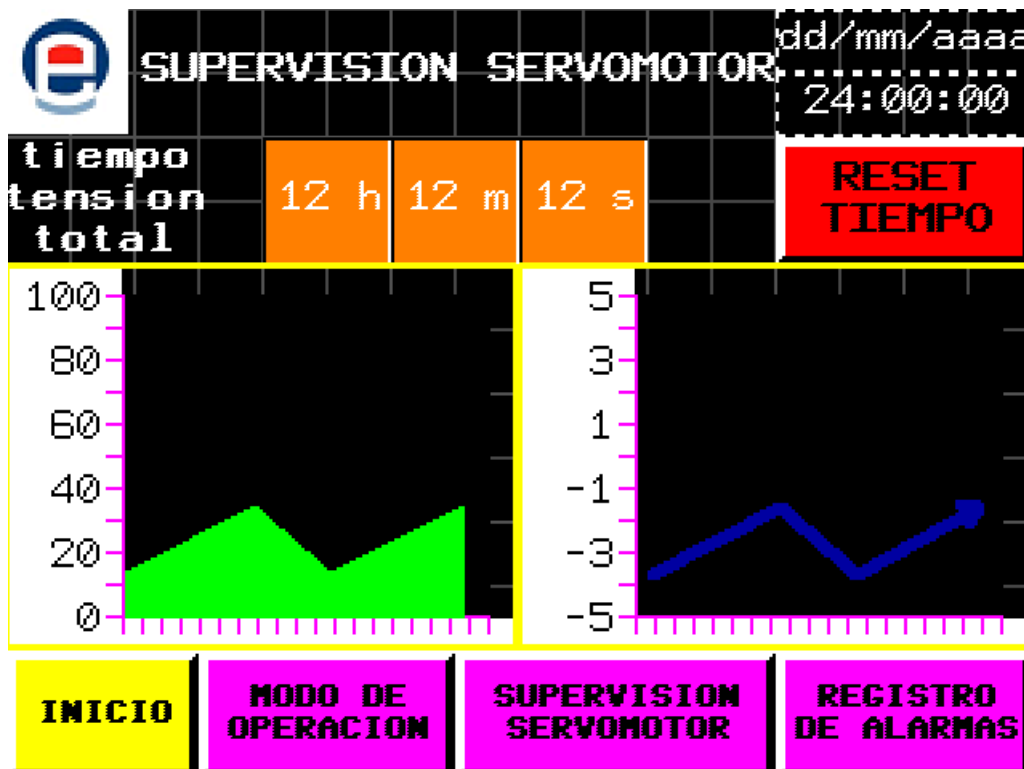 e
SUPERVISION SERVOMOTOR
dd/mm/aaaa
24:00:00
tiempo
tension
total
12 h
12 m
12 s
RESET
TIEMPO
100
80
60
40
20
0
5
3
1
-1
-3
-5
INICIO
MODO DE
OPERACION
SUPERVISION
SERVOMOTOR
REGISTRO
DE ALARMAS